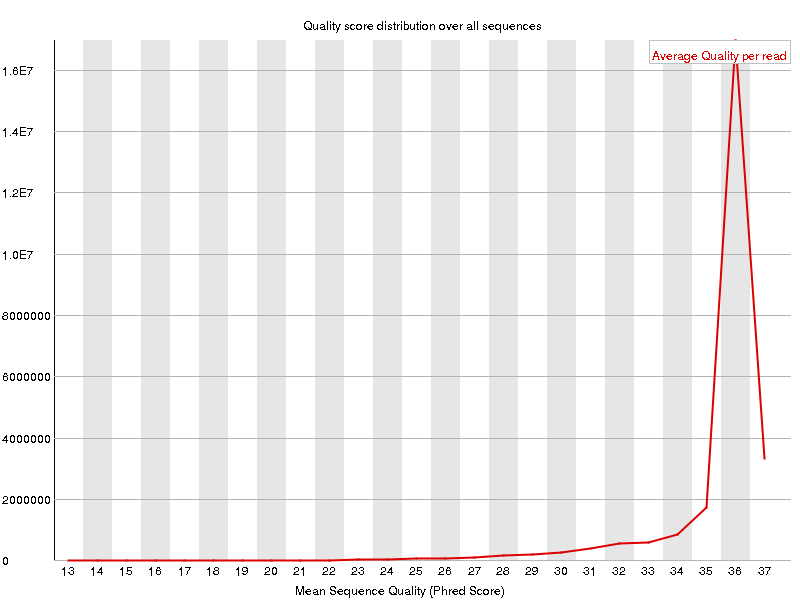 Quality score distribution over all sequences
Average Quality per read
1.6E7
1.4E7
1.2E7
1.0E7
8000000
6000000
4000000
2000000
0
13 14 15 16 17 18 19 20 21 22 23 24 25 26 27 28 29 30 31 32 33 34 35 36 37
Mean Sequence Quality (Phred Score)